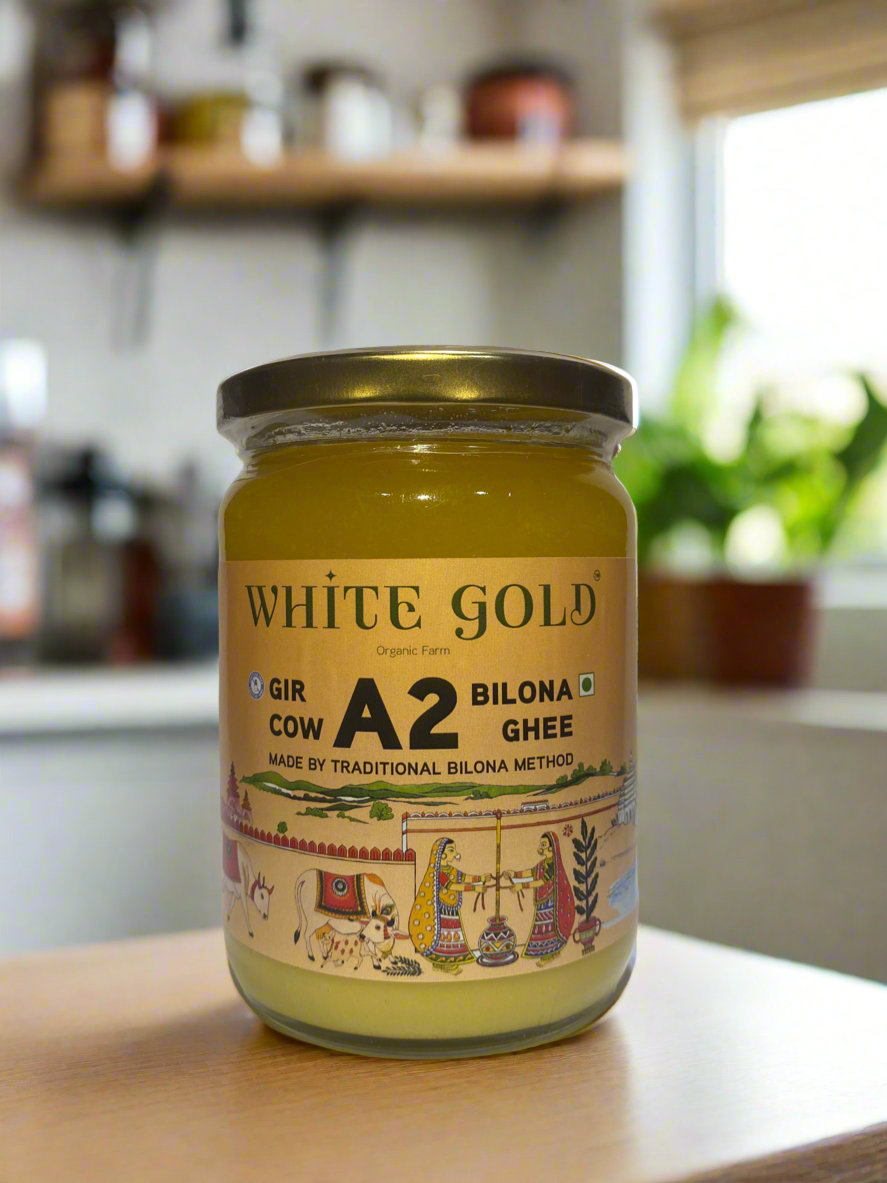 WHITE GOLD
Organic Farm
GIR COW A2 BILONA GHEE
MADE BY TRADITIONAL BILONA METHOD